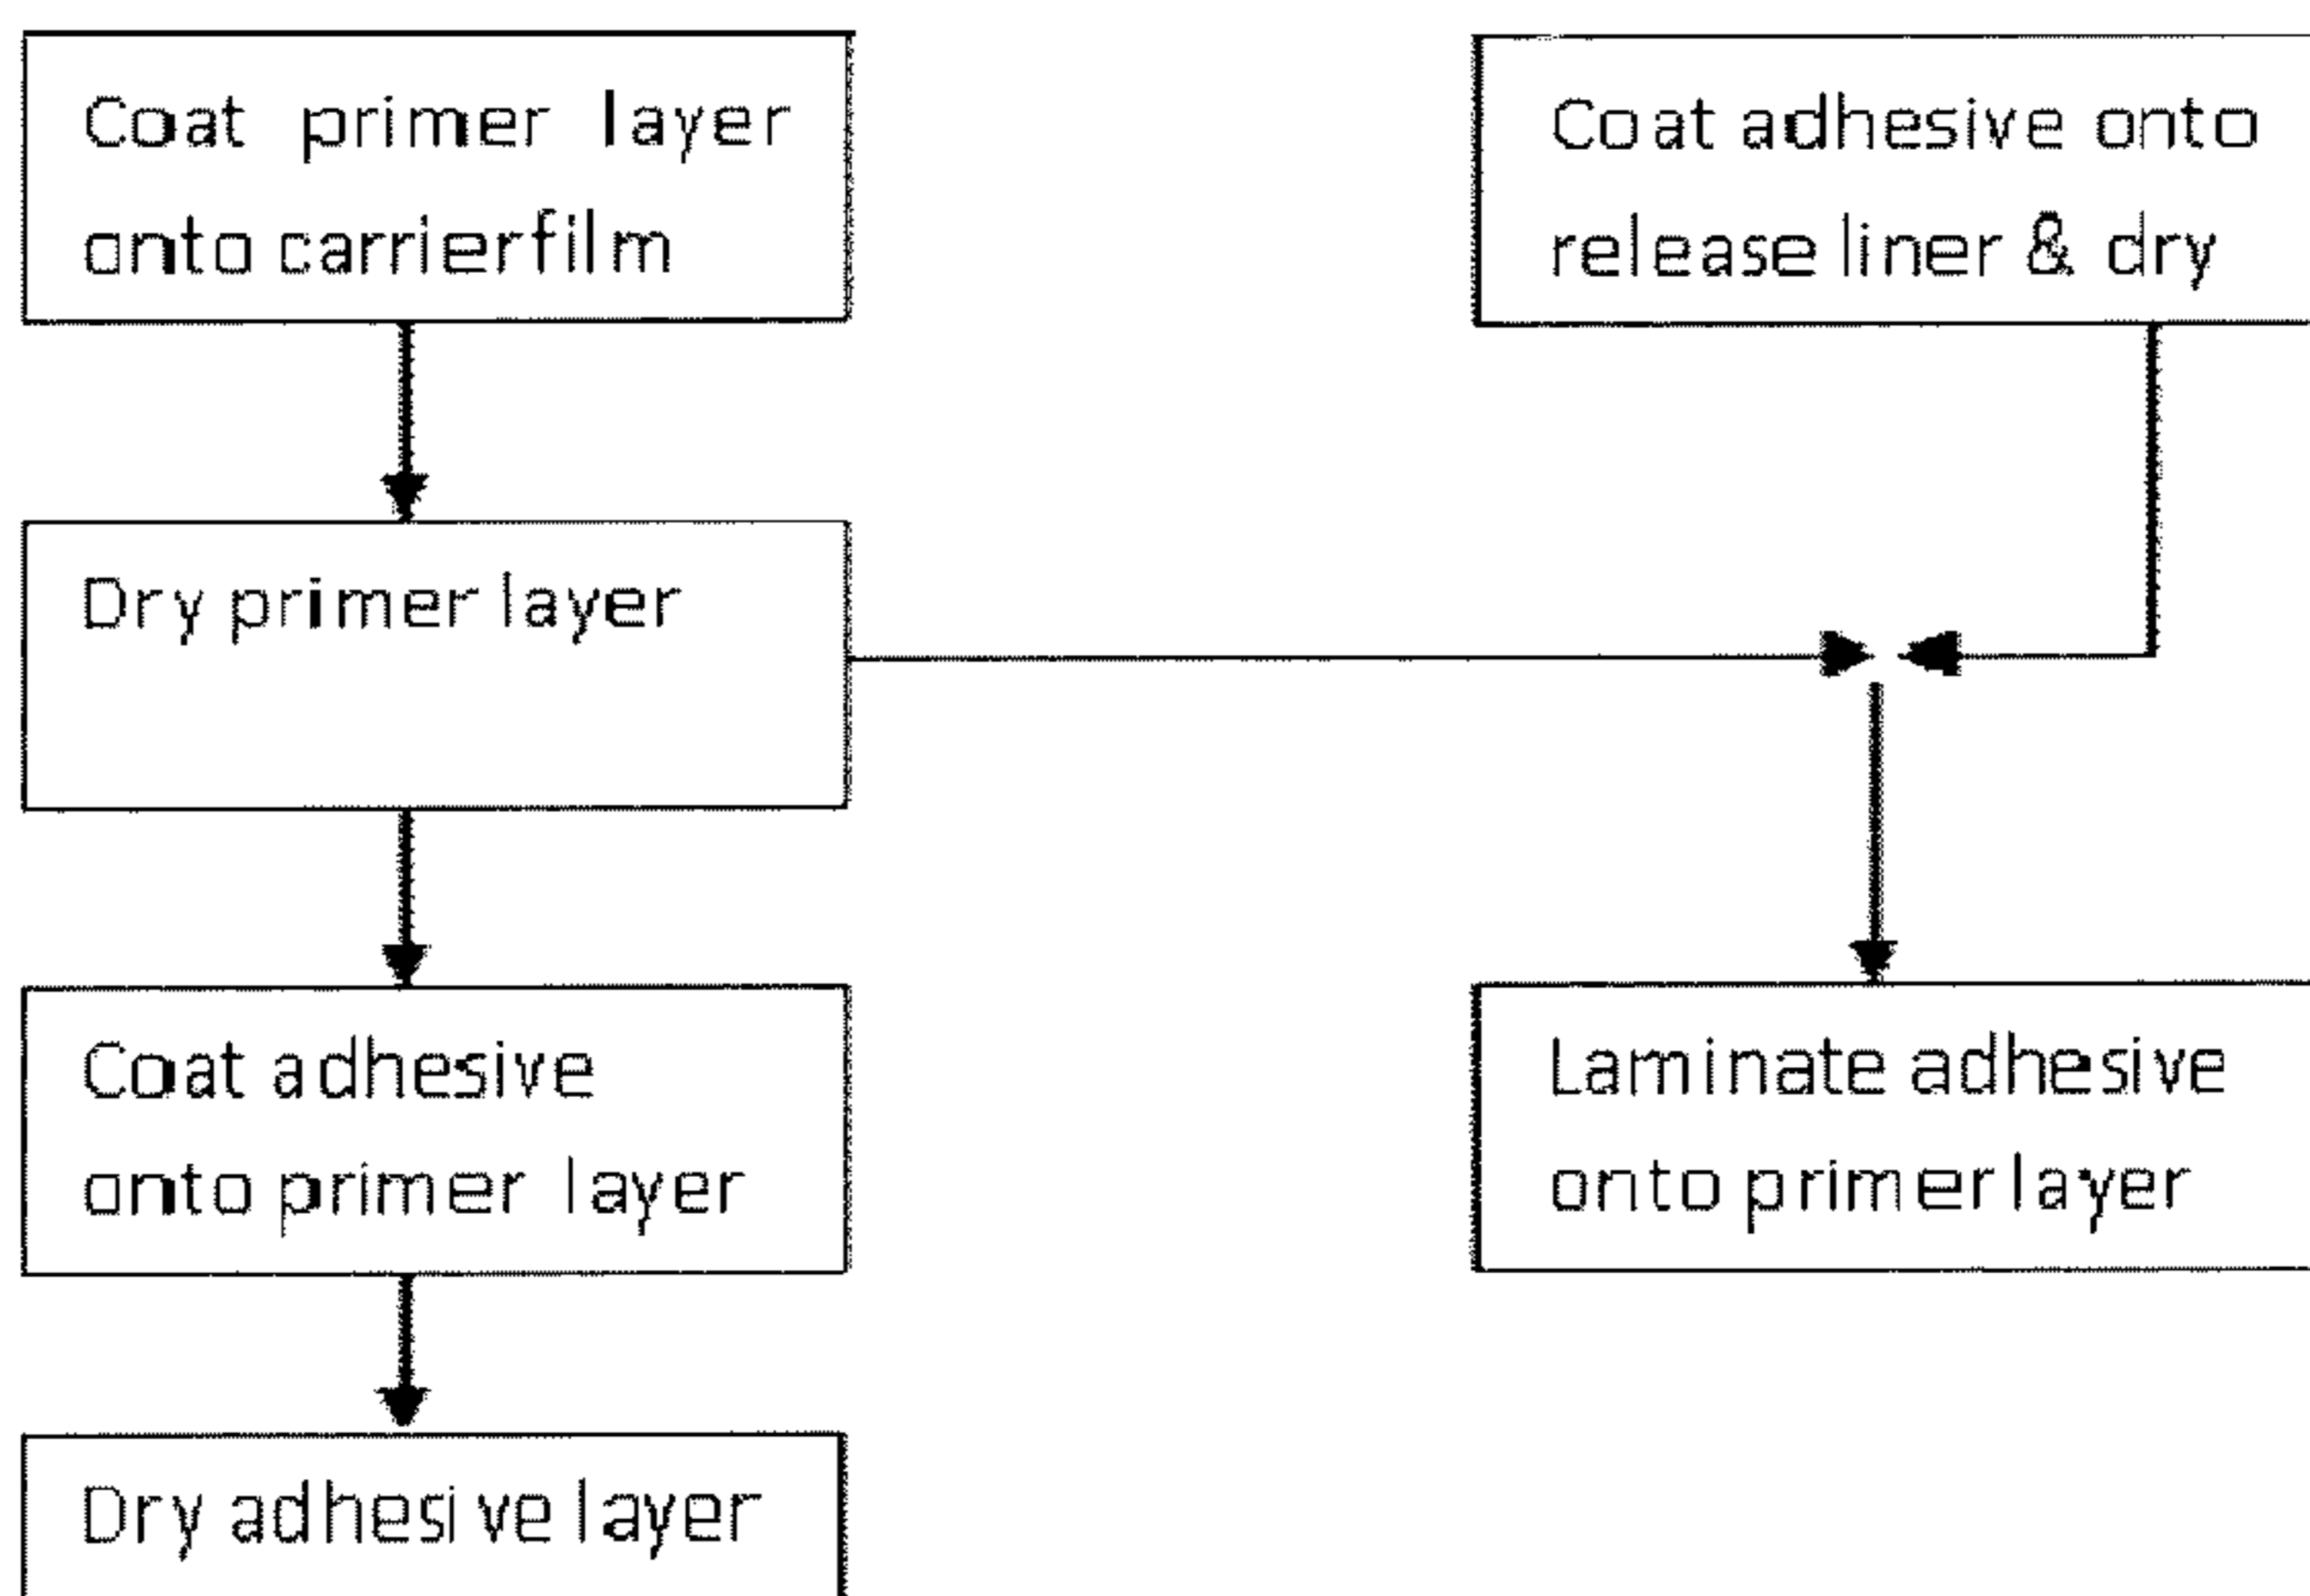 Coat primer layer
onto carrierfilm
Coat adhesive onto
release liner & dry
Dry primer layer
Coat adhesive
onto primer layer
Laminate adhesive
onto primer layer
Dry adhesive layer